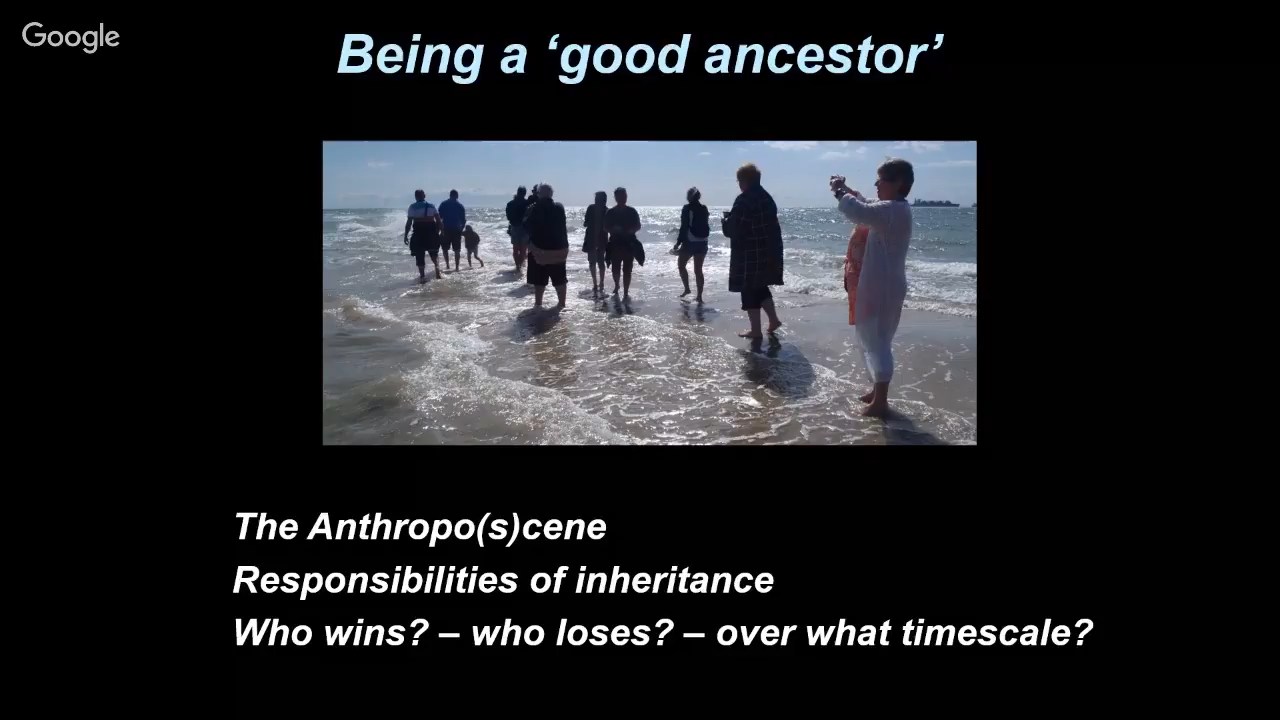 Google
Being a ‘good ancestor’
The Anthropo(s)cene
Responsibilities of inheritance
Who wins? – who loses? – over what timescale?